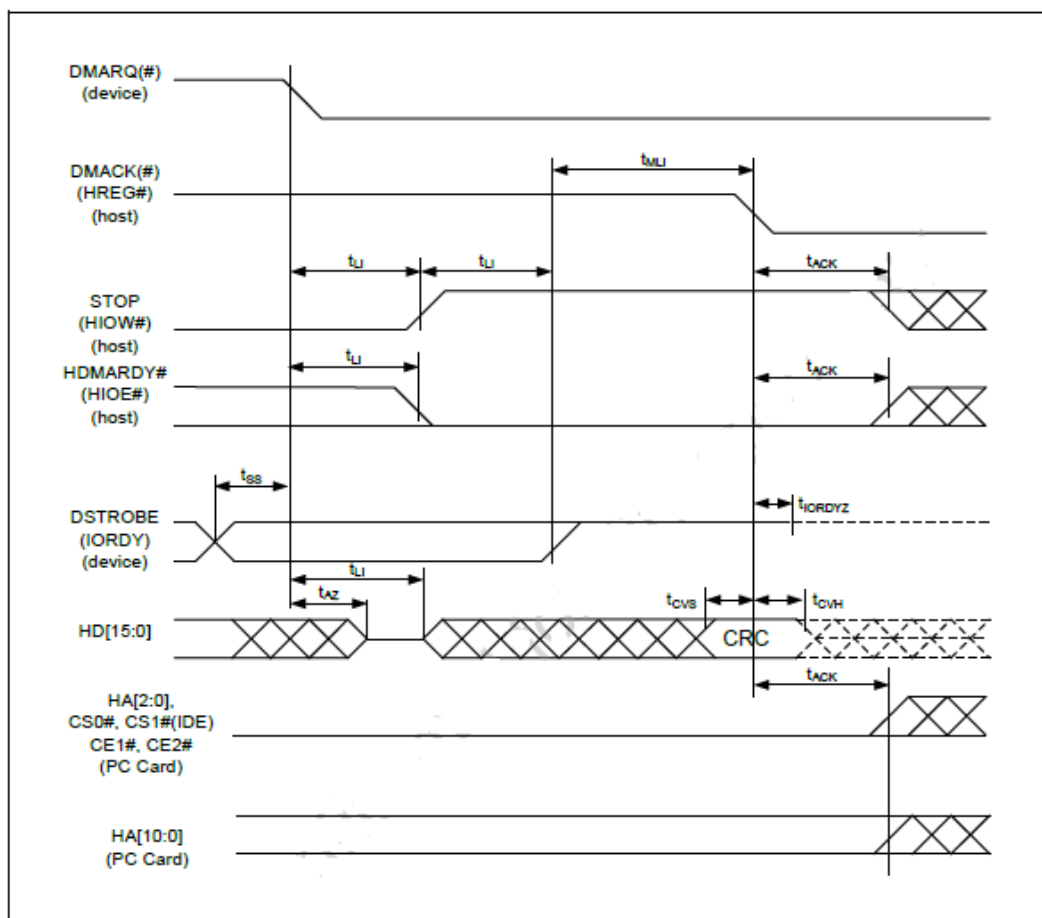 DMARQ(#)
(device)
tMLI
DMACK(#)
(HREG#)
(host)
tLI
tLI
tACK
STOP
(HIOW#)
(host)
tLI
tACK
HDMARDY#
(HIOE#)
(host)
tSS
tIORDYZ
DSTROBE
(IORDY)
(device)
tLI
tAZ
tCVS
tCVH
HD[15:0]
CRC
tACK
HA[2:0],
CS0#, CS1#(IDE)
CE1#, CE2#
(PC Card)
HA[10:0]
(PC Card)